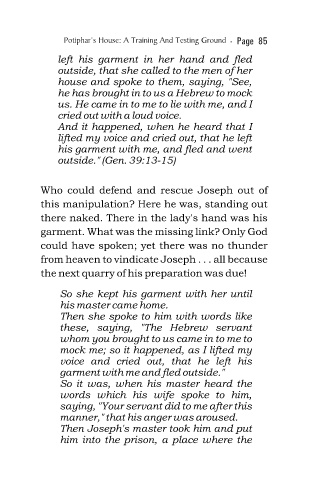 Potiphar's House: A Training And Testing Ground - Page 85
left his garment in her hand and fled
outside, that she called to the men of her
house and spoke to them, saying, "See,
he has brought in to us a Hebrew to mock
us. He came in to me to lie with me, and I
cried out with a loud voice.
And it happened, when he heard that I
lifted my voice and cried out, that he left
his garment with me, and fled and went
outside." (Gen. 39:13-15)
Who could defend and rescue Joseph out of
this manipulation? Here he was, standing out
there naked. There in the lady's hand was his
garment. What was the missing link? Only God
could have spoken; yet there was no thunder
from heaven to vindicate Joseph . . . all because
the next quarry of his preparation was due!
So she kept his garment with her until
his master came home.
Then she spoke to him with words like
these, saying, "The Hebrew servant
whom you brought to us came in to me to
mock me; so it happened, as I lifted my
voice and cried out, that he left his
garment with me and fled outside."
So it was, when his master heard the
words which his wife spoke to him,
saying, "Your servant did to me after this
manner," that his anger was aroused.
Then Joseph's master took him and put
him into the prison, a place where the